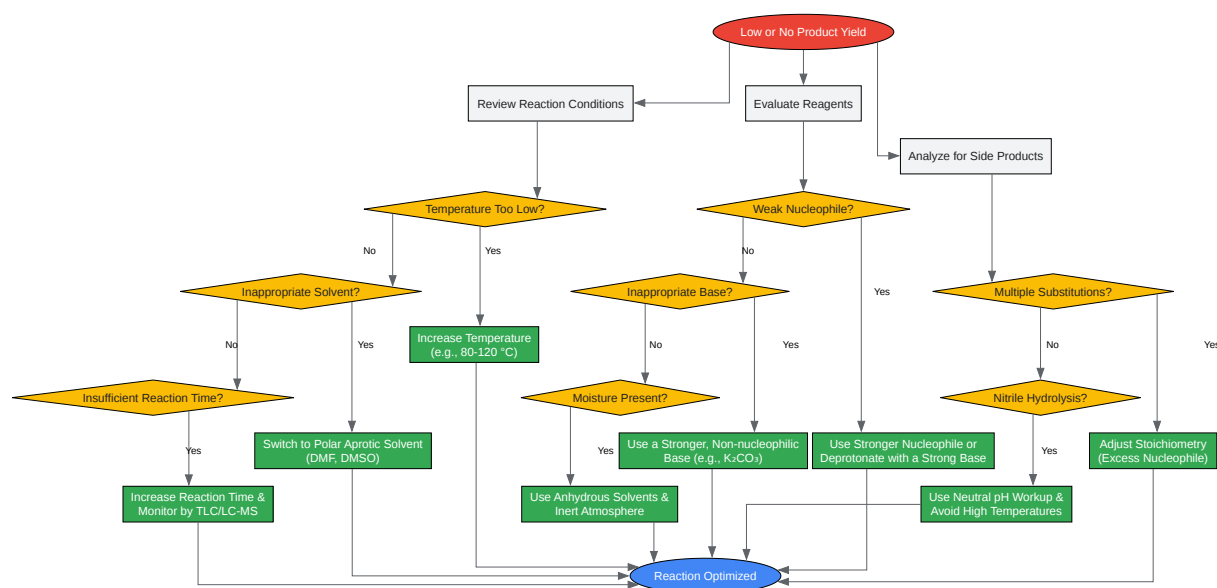 Low or No Product Yield
Review Reaction Conditions
Evaluate Reagents
Analyze for Side Products
Temperature Too Low?
Weak Nucleophile?
No
Yes
No
Inappropriate Solvent?
Inappropriate Base?
Yes
Multiple Substitutions?
Increase Temperature
(e.g., 80-120 °C)
No
Yes
No
Yes
No
Yes
Insufficient Reaction Time?
Moisture Present?
Nitrile Hydrolysis?
Yes
Switch to Polar Aprotic Solvent
(DMF, DMSO)
Yes
Use a Stronger, Non-nucleophilic
Base (e.g., K₂CO₃)
Use Stronger Nucleophile or
Deprotonate with a Strong Base
Yes
Adjust Stoichiometry
(Excess Nucleophile)
Increase Reaction Time &
Monitor by TLC/LC-MS
Use Anhydrous Solvents &
Inert Atmosphere
Use Neutral pH Workup &
Avoid High Temperatures
Reaction Optimized